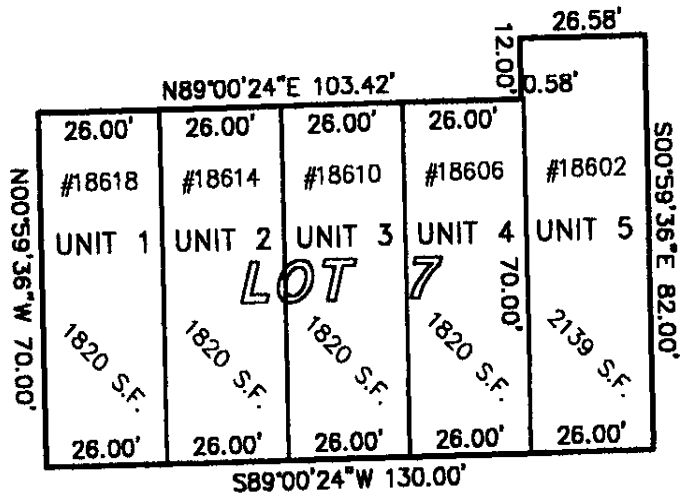 26.58'
12.00'
0.58'
N89°00'24"E 103.42'
26.00' 26.00' 26.00' 26.00'
#18618 #18614 #18610 #18606 #18602
UNIT 1 UNIT 2 UNIT 3 UNIT 4 UNIT 5
LOT 7
N00°59'36"W 70.00'
70.00'
S00°59'36"E 82.00'
1820 S.F. 1820 S.F. 1820 S.F. 1820 S.F. 2139 S.F.
26.00' 26.00' 26.00' 26.00' 26.00'
S89°00'24"W 130.00'